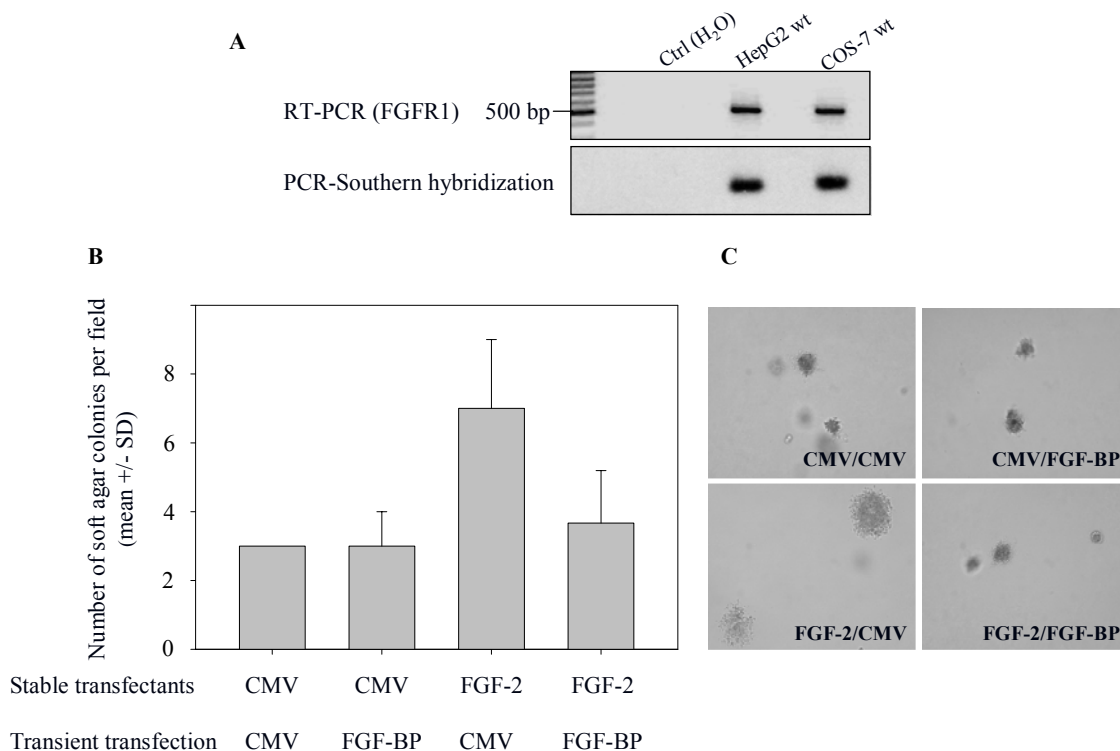 A
Ctrl (H₂O)
HepG2 wt
COS-7 wt
RT-PCR (FGFR1)
500 bp
PCR-Southern hybridization
B
Number of soft agar colonies per field
(mean +/- SD)
8
6
4
2
0
Stable transfectants CMV CMV FGF-2 FGF-2
Transient transfection CMV FGF-BP CMV FGF-BP
C
CMV/CMV
CMV/FGF-BP
FGF-2/CMV
FGF-2/FGF-BP